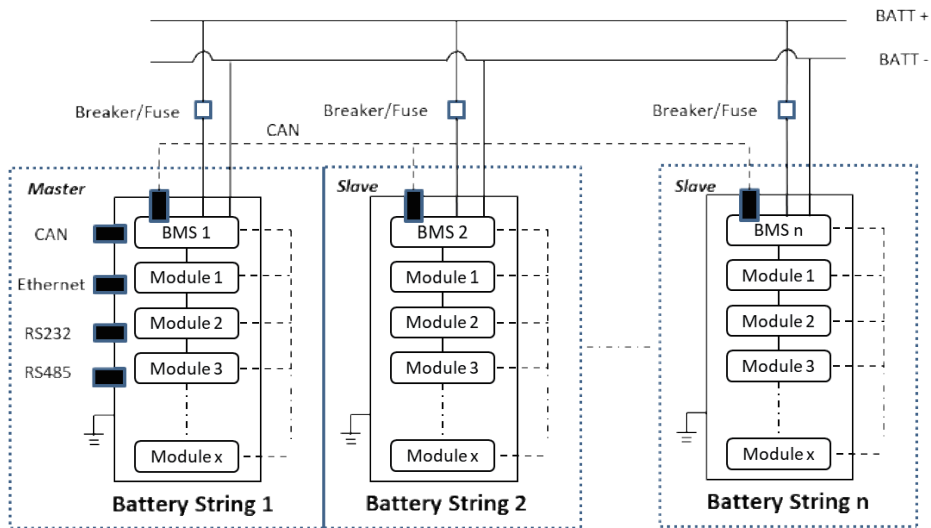 BATT +
BATT -
Breaker/Fuse
Breaker/Fuse
Breaker/Fuse
CAN
Master
CAN
Ethernet
RS232
RS485
BMS 1
Module 1
Module 2
Module 3
Module x
Battery String 1
Slave
BMS 2
Module 1
Module 2
Module 3
Module x
Battery String 2
Slave
BMS n
Module 1
Module 2
Module 3
Module x
Battery String n